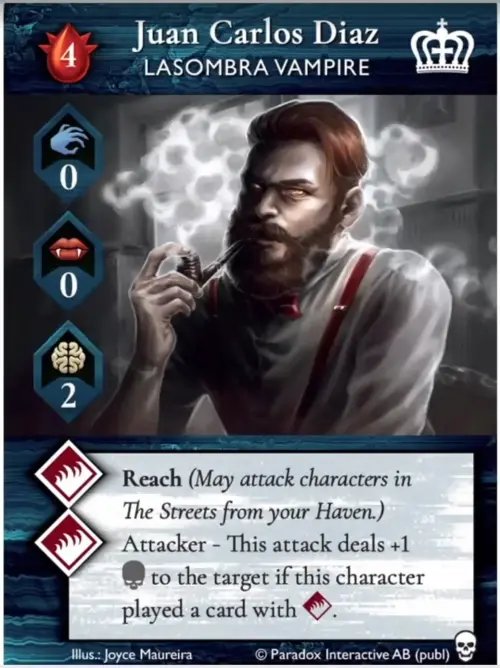 4
Juan Carlos Diaz
LASOMBRA VAMPIRE
0
0
2
Reach (May attack characters in
The Streets from your Haven.)
Attacker - This attack deals +1
to the target if this character
played a card with .
Illus.: Joyce Maureira © Paradox Interactive AB (publ)